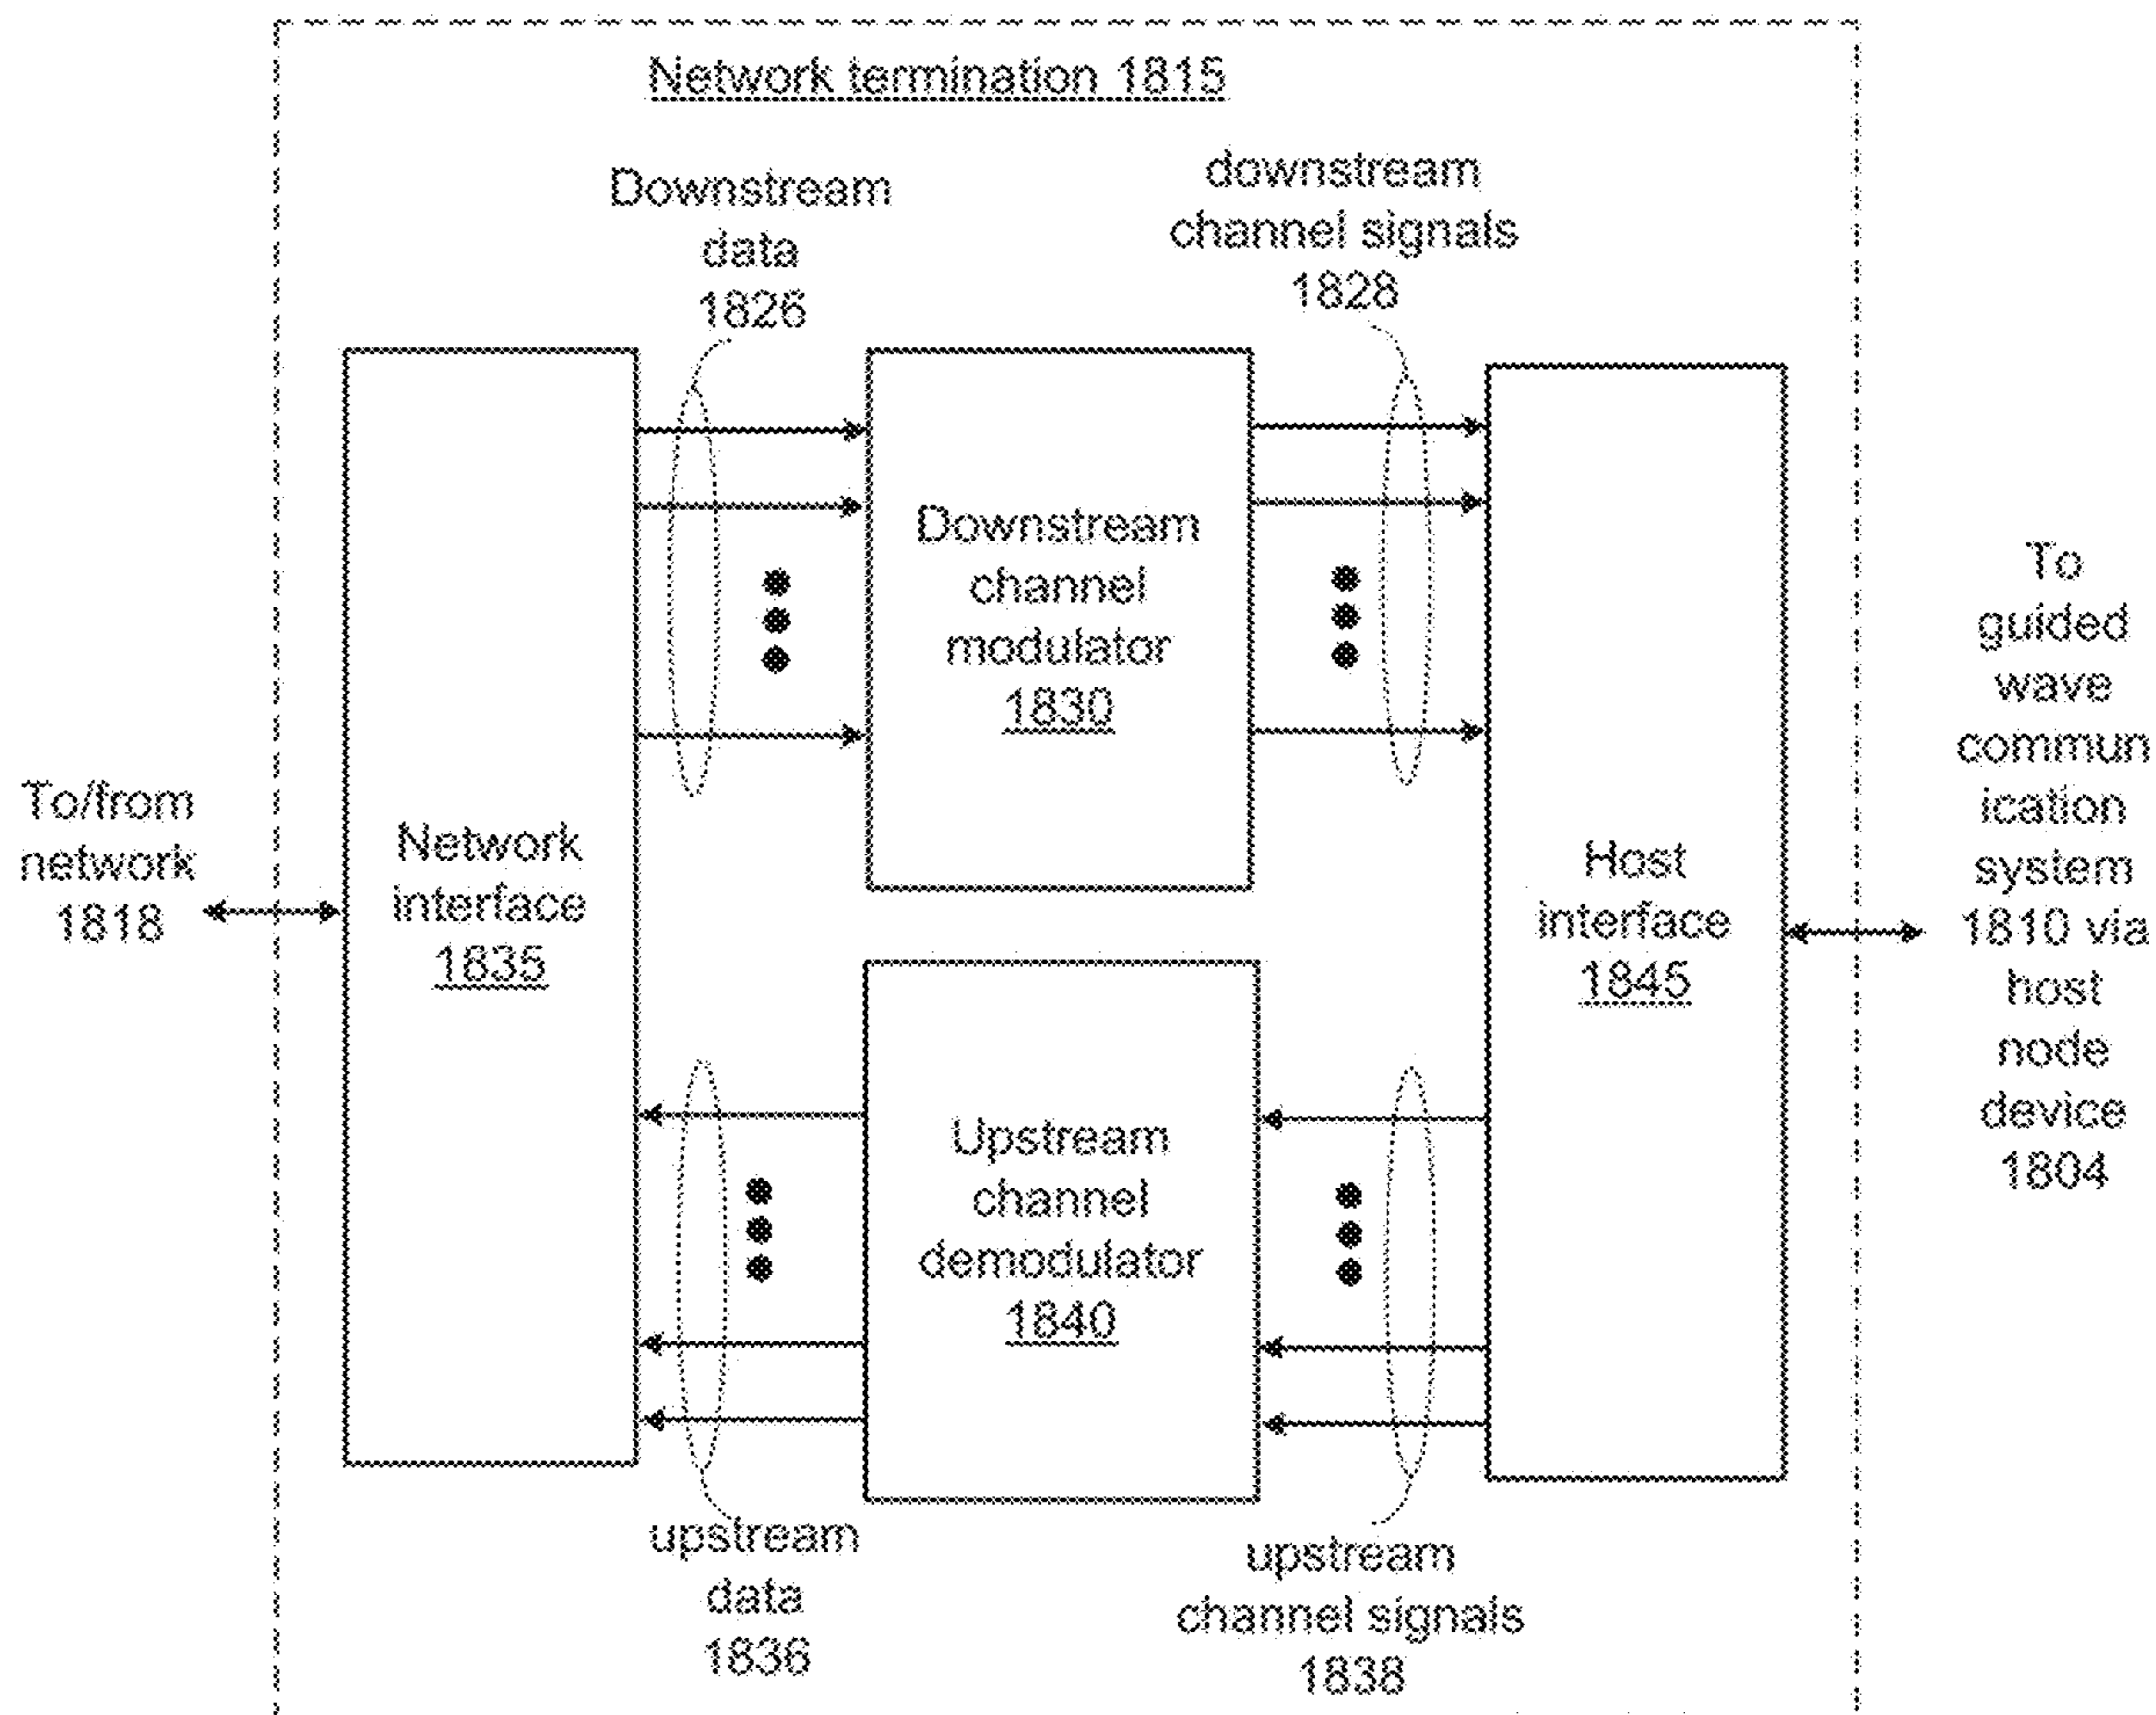 Network termination 1815
Downstream
data
1826
downstream
channel signals
1828
To/from
network
1818
Network
interface
1835
Downstream
channel
modulator
1830
Host
interface
1845
To
guided
wave
commun
ication
system
1810 via
host
node
device
1804
Upstream
channel
demodulator
1840
upstream
data
1836
upstream
channel signals
1838